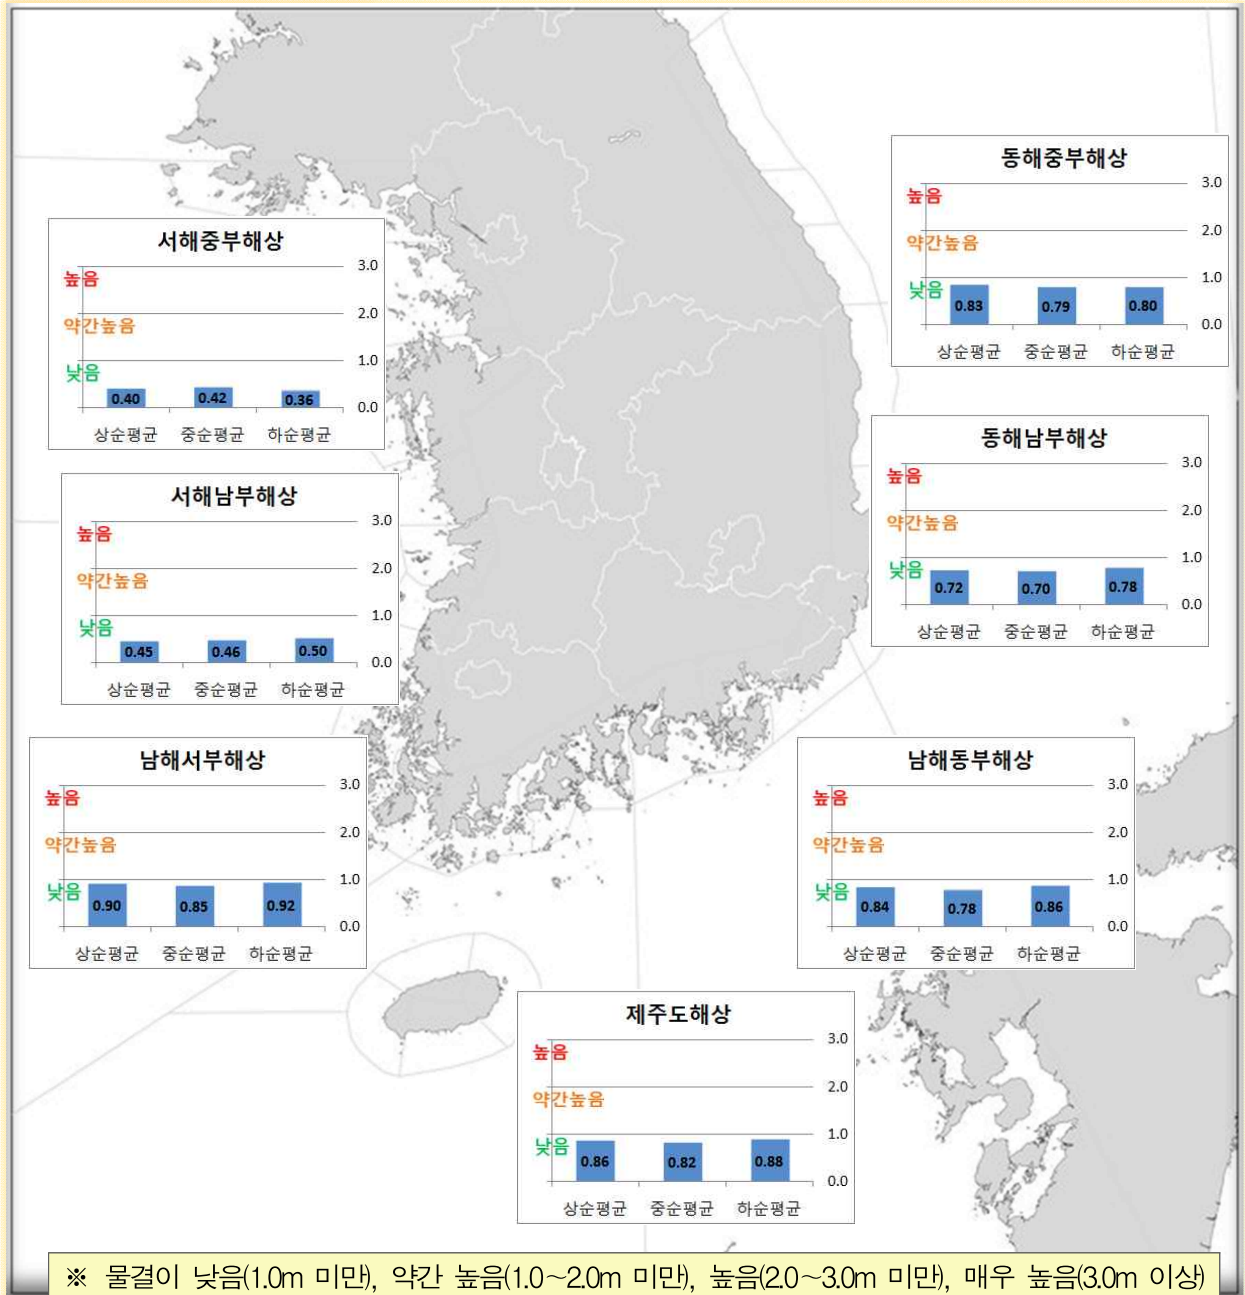 동해중부해상
높음
약간높음
낮음
3.0
2.0
1.0
0.0
0.83 0.79 0.80
상순평균 중순평균 하순평균
서해중부해상
높음
약간높음
낮음
3.0
2.0
1.0
0.0
0.40 0.42 0.36
상순평균 중순평균 하순평균
동해남부해상
높음
약간높음
낮음
3.0
2.0
1.0
0.0
0.72 0.70 0.78
상순평균 중순평균 하순평균
서해남부해상
높음
약간높음
낮음
3.0
2.0
1.0
0.0
0.45 0.46 0.50
상순평균 중순평균 하순평균
남해서부해상
높음
약간높음
낮음
3.0
2.0
1.0
0.0
0.90 0.85 0.92
상순평균 중순평균 하순평균
남해동부해상
높음
약간높음
낮음
3.0
2.0
1.0
0.0
0.84 0.78 0.86
상순평균 중순평균 하순평균
제주도해상
높음
약간높음
낮음
3.0
2.0
1.0
0.0
0.86 0.82 0.88
상순평균 중순평균 하순평균
※ 물결이 낮음(1.0m 미만), 약간 높음(1.0~2.0m 미만), 높음(2.0~3.0m 미만), 매우 높음(3.0m 이상)